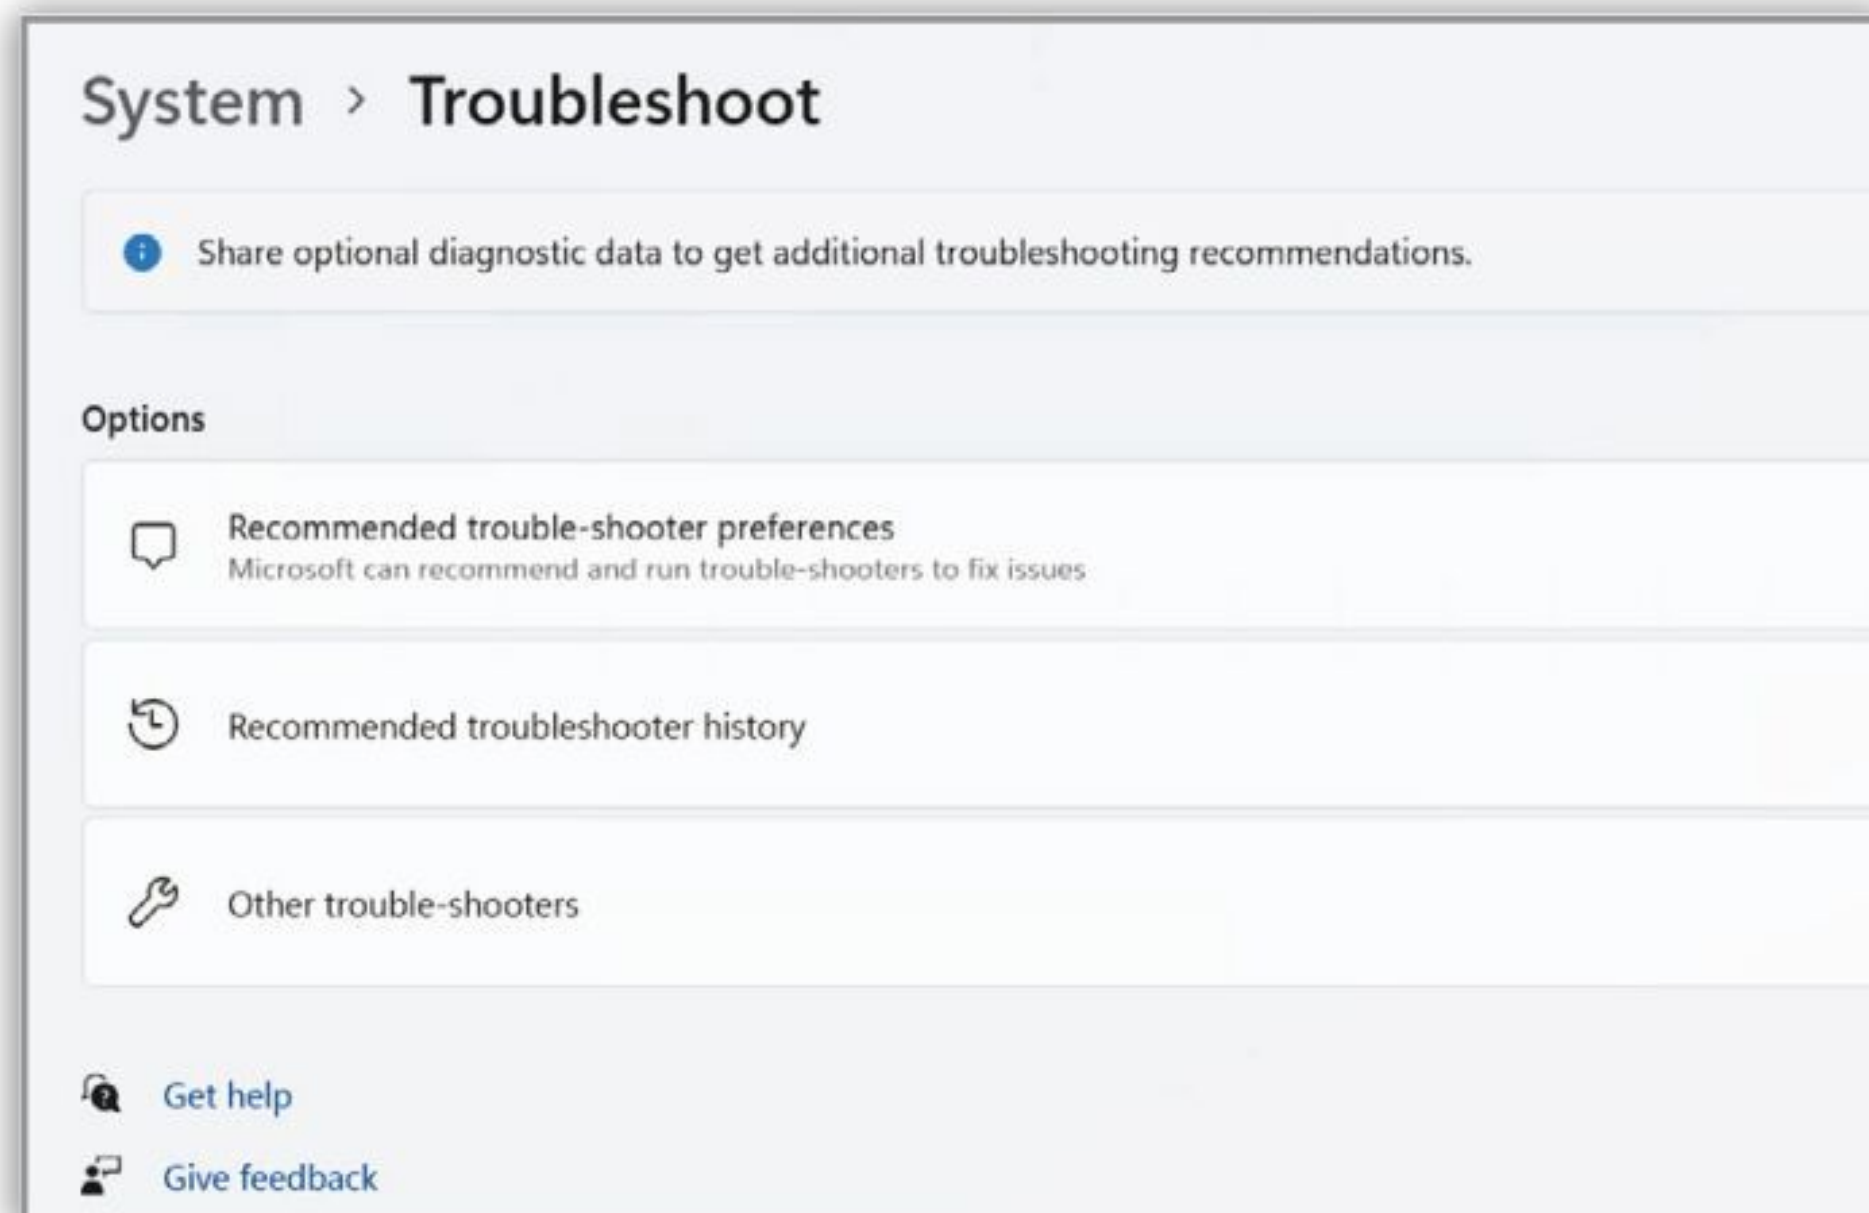 System > Troubleshoot
Share optional diagnostic data to get additional troubleshooting recommendations.
Options
Recommended trouble-shooter preferences
Microsoft can recommend and run trouble-shooters to fix issues
Recommended troubleshooter history
Other trouble-shooters
Get help
Give feedback